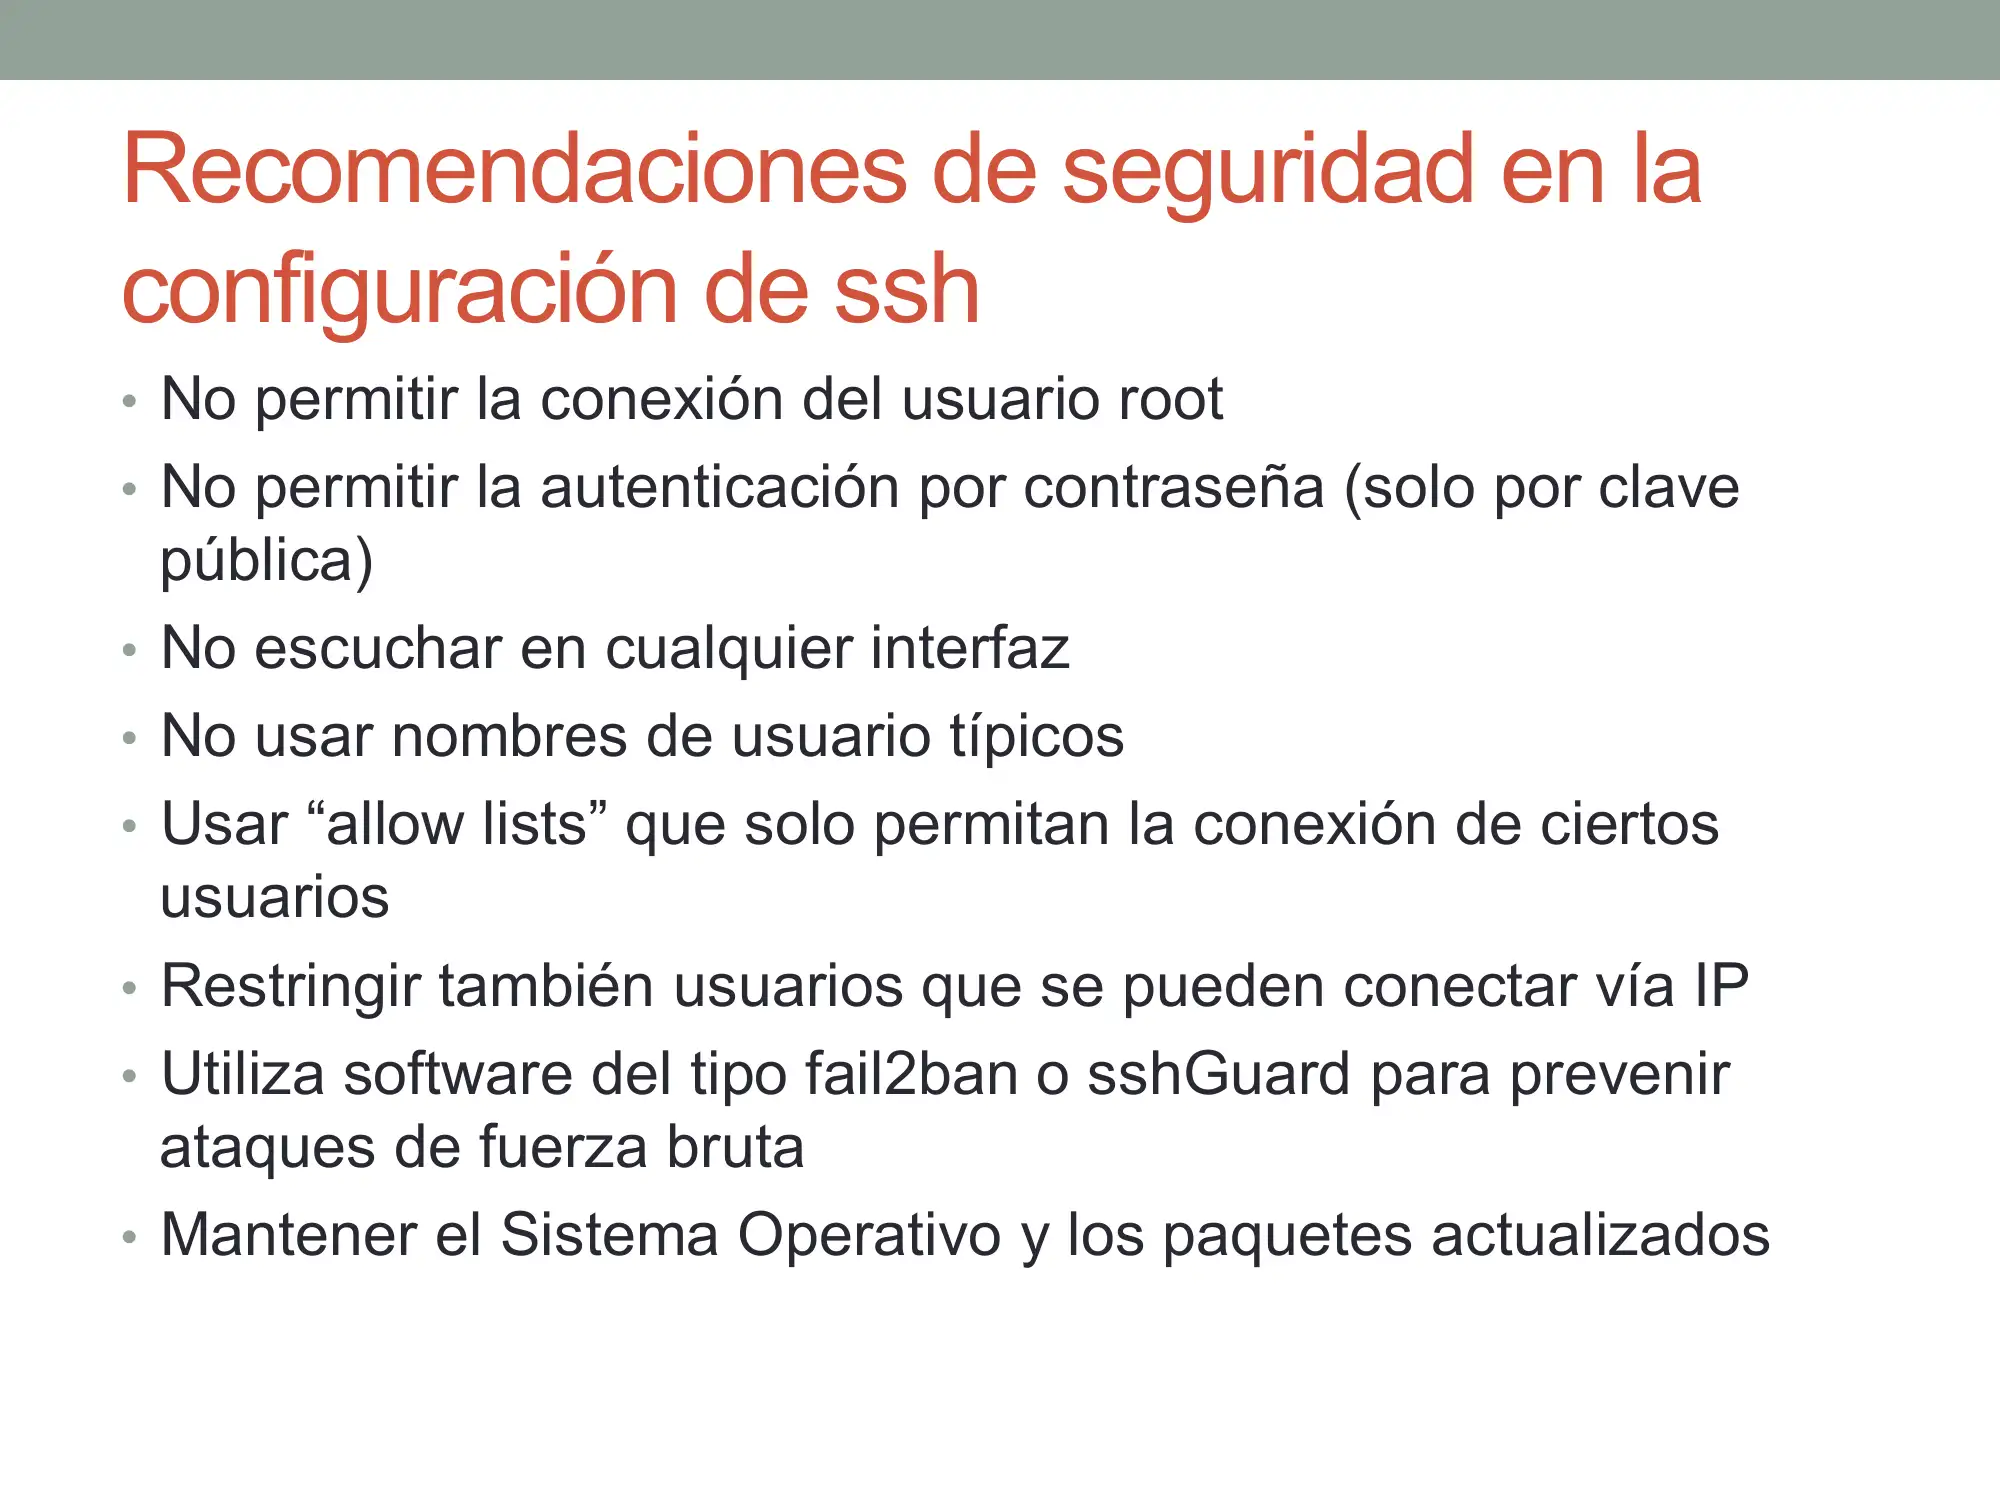 Recomendaciones de seguridad en la
configuración de ssh
• No permitir la conexión del usuario root
• No permitir la autenticación por contraseña (solo por clave
pública)
• No escuchar en cualquier interfaz
• No usar nombres de usuario típicos
• Usar “allow lists” que solo permitan la conexión de ciertos
usuarios
• Restringir también usuarios que se pueden conectar vía IP
• Utiliza software del tipo fail2ban o sshGuard para prevenir
ataques de fuerza bruta
• Mantener el Sistema Operativo y los paquetes actualizados